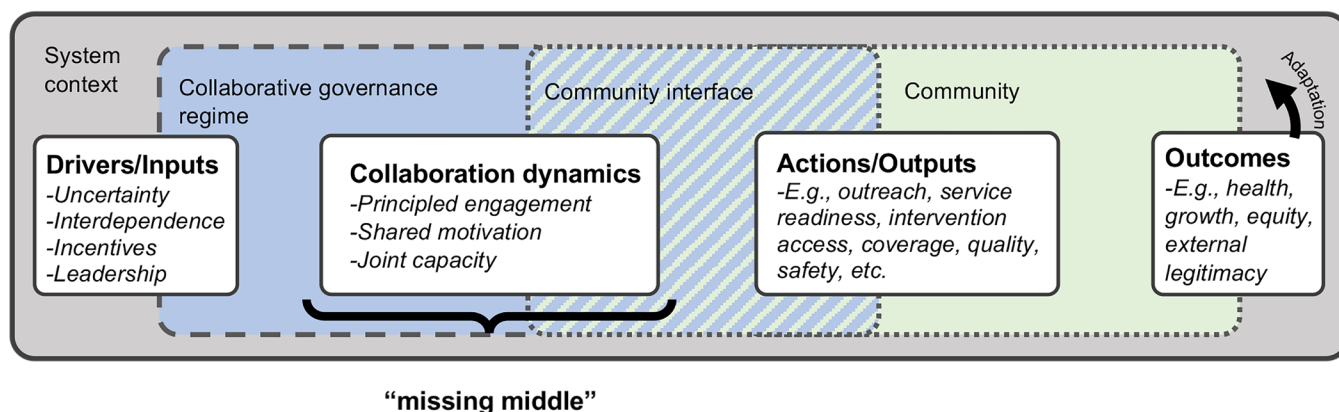 System
context
Collaborative governance
regime
Community interface
Community
Adaptation
Drivers/Inputs
-Uncertainty
-Interdependence
-Incentives
-Leadership
Collaboration dynamics
-Principled engagement
-Shared motivation
-Joint capacity
Actions/Outputs
-E.g., outreach, service
readiness, intervention
access, coverage, quality,
safety, etc.
Outcomes
-E.g., health,
growth, equity,
external
legitimacy
“missing middle”